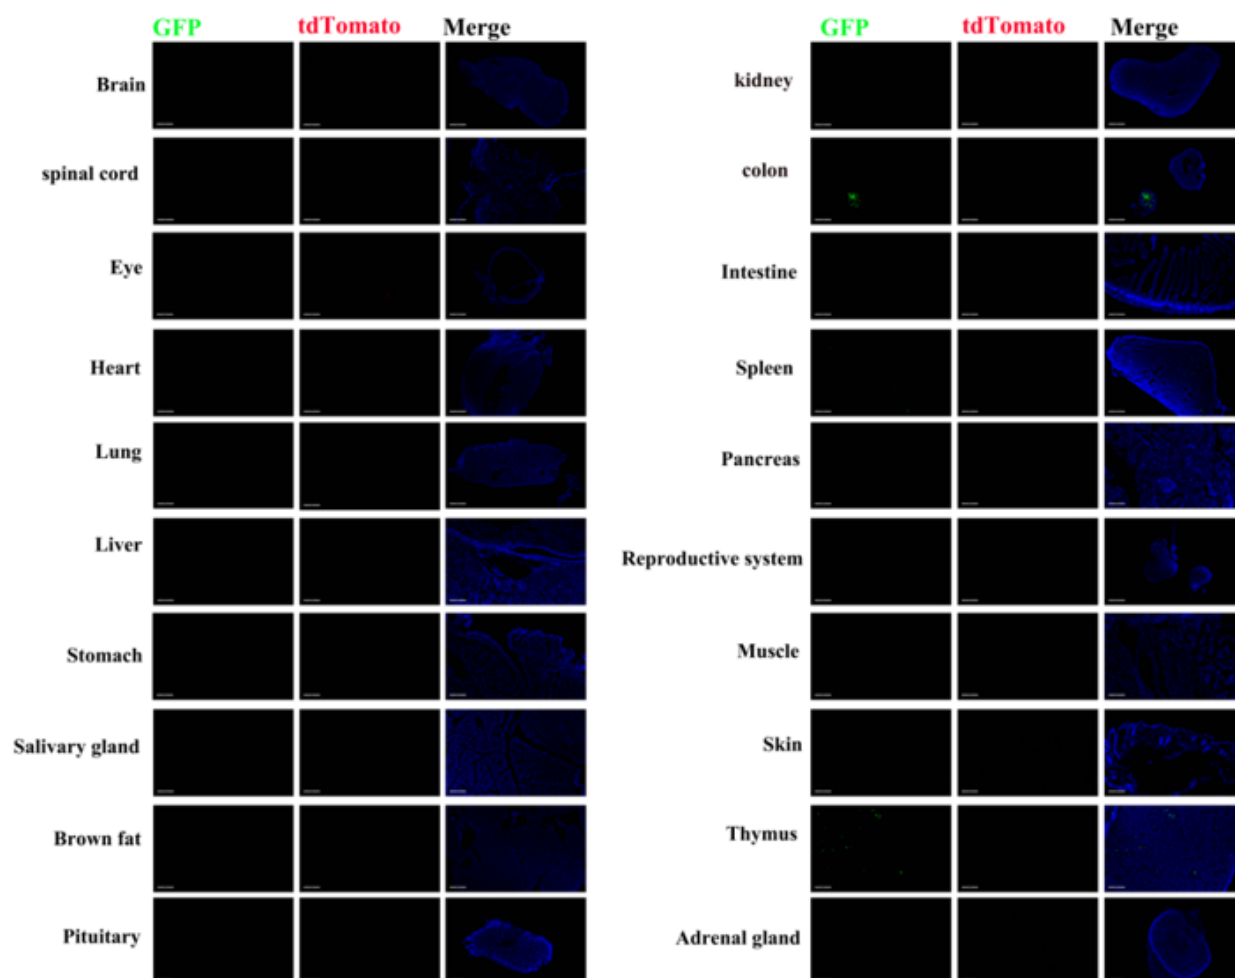 GFP tdTomato Merge GFP tdTomato Merge
Brain kidney
spinal cord colon
Eye Intestine
Heart Spleen
Lung Pancreas
Liver Reproductive system
Stomach Muscle
Salivary gland Skin
Brown fat Thymus
Pituitary Adrenal gland